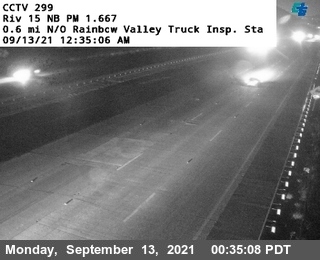 CCTV 299
Riv 15 NB PM 1.667
0.6 mi N/O Rainbow Valley Truck Insp. Sta
09/13/21 12:35:06 AM
Monday, September 13, 2021 00:35:08 PDT